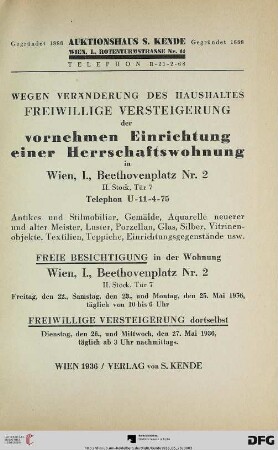 Gegründet 1886 AUKTIONSHAUS S. KENDE Gegründet 1886
WIEN, I., ROTENTURMSTRASSE Nr. 14
TELEPHON R-21-2-68
WEGEN VERÄNDERUNG DES HAUSHALTES
FREIWILLIGE VERSTEIGERUNG
der
vornehmen Einrichtung
einer Herrschaftswohnung
in
Wien, I., Beethovenplatz Nr. 2
II. Stock, Tür 7
Telephon U-11-4-75
Antikes und Stilmobiliar, Gemälde, Aquarelle neuerer
und alter Meister, Luster, Porzellan, Glas, Silber, Vitrinen-
objekte, Textilien, Teppiche, Einrichtungsgegenstände usw.
FREIE BESICHTIGUNG in der Wohnung
Wien, I., Beethovenplatz Nr. 2
II. Stock, Tür 7
Freitag, den 22., Samstag, den 23., und Montag, den 25. Mai 1936,
täglich von 10 bis 6 Uhr
FREIWILLIGE VERSTEIGERUNG dortselbst
Dienstag, den 26., und Mittwoch, den 27. Mai 1936,
täglich ab 3 Uhr nachmittags.
WIEN 1936 / VERLAG von S. KENDE
DFG